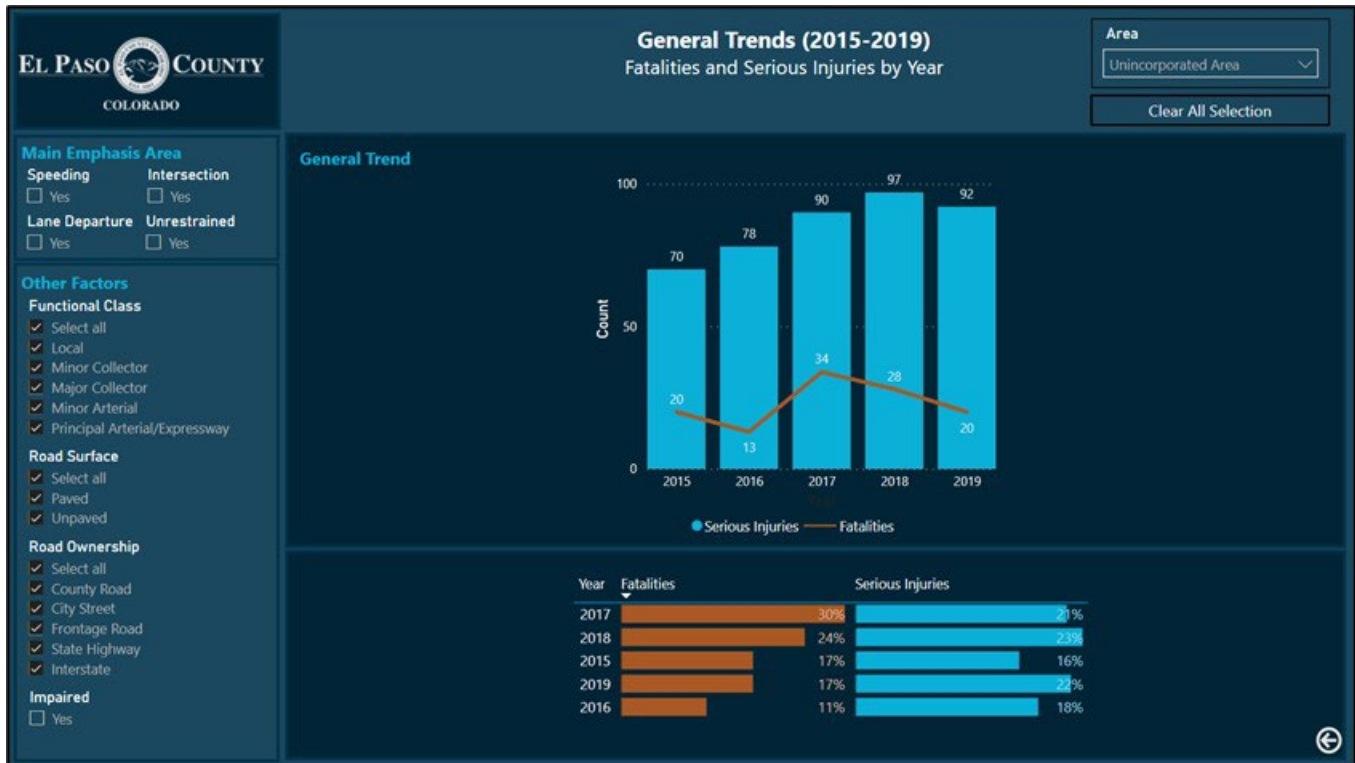 EL PASO COUNTY
COLORADO
General Trends (2015-2019)
Fatalities and Serious Injuries by Year
Area
Unincorporated Area
Clear All Selection
Main Emphasis Area
Speeding Intersection
Yes Yes
Lane Departure Unrestrained
Yes Yes
Other Factors
Functional Class
Select all
Local
Minor Collector
Major Collector
Minor Arterial
Principal Arterial/Expressway
Road Surface
Select all
Paved
Unpaved
Road Ownership
Select all
County Road
City Street
Frontage Road
State Highway
Interstate
Impaired
Yes
General Trend
Count
100
50
0
70
78
90
97
92
20
13
34
28
20
2015 2016 2017 2018 2019
Year
Serious Injuries Fatalities
Year Fatalities Serious Injuries
2017 30% 21%
2018 24% 23%
2015 17% 16%
2019 17% 22%
2016 11% 18%